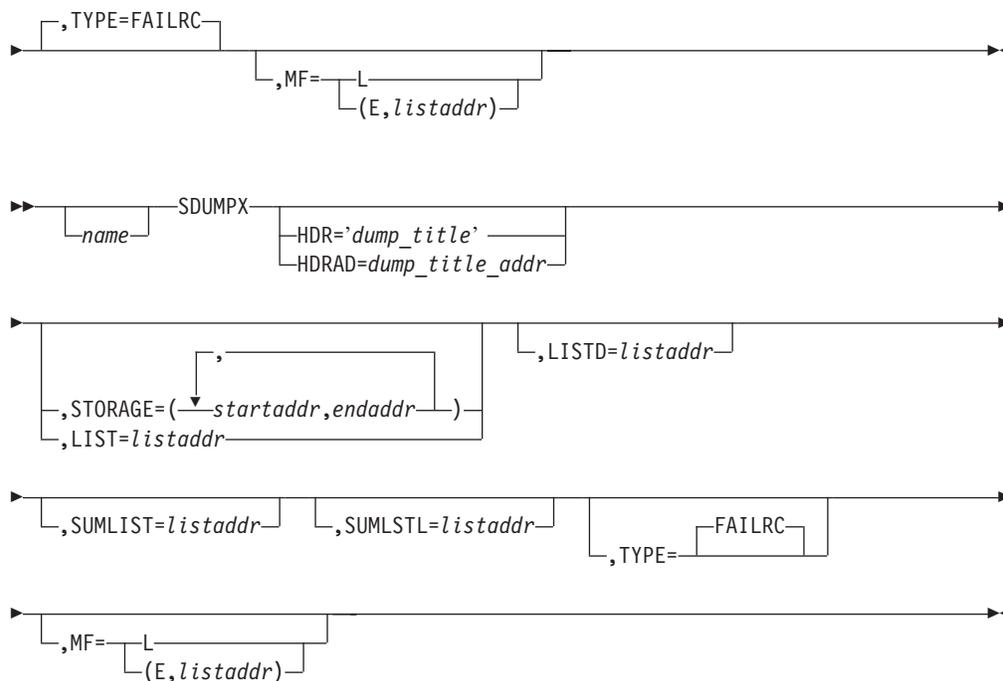 ,TYPE=FAILRC
,MF= L
(E,listaddr)
name SDUMPX
HDR='dump_title'
HDRAD=dump_title_addr
,LISTD=listaddr
,
,STORAGE=( startaddr,endaddr )
,LIST=listaddr
,SUMLIST=listaddr ,SUMLSTL=listaddr FAILRC
,TYPE=
,MF= L
(E,listaddr)